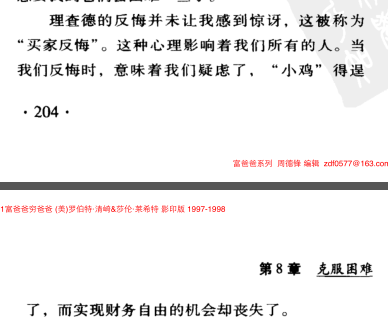 理查德的反悔并未让我感到惊讶，这被称为
“买家反悔”。这种心理影响着我们所有的人。当
我们反悔时，意味着我们疑虑了，“小鸡”得逞
·204·
富爸爸系列 周德锋 编辑 zdf0577@163.con
1富爸爸穷爸爸 (美)罗伯特·清崎&莎伦·莱希特 影印版 1997-1998
第8章 克服困难
了，而实现财务自由的机会却丧失了。